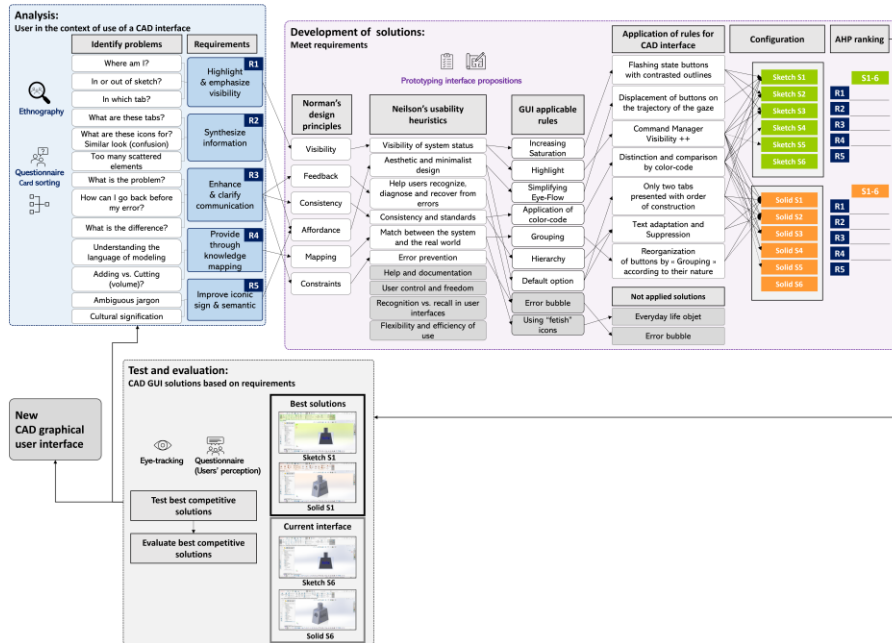 Analysis:
User in the context of use of a CAD interface
Identify problems
Requirements
Ethnography
Questionnaire
Card sorting
Where am I?
In or out of sketch?
In which tab?
What are these tabs?
What are these icons for?
Similar look (confusion)
Too many scattered
elements
What is the problem?
How can I go back before
my error?
What is the difference?
Understanding the
language of modeling
Adding vs. Cutting
(volume)?
Ambiguous jargon
Cultural signification
R1
Highlight
& emphasize
visibility
R2
Synthesize
information
R3
Enhance
& clarify
communication
R4
Provide
through
knowledge
mapping
R5
Improve iconic
sign & semantic
Development of solutions:
Meet requirements
Prototyping interface propositions
Norman's
design
principles
Visibility
Feedback
Consistency
Affordance
Mapping
Constraints
Neilson's usability
heuristics
Visibility of system status
Aesthetic and minimalist
design
Help users recognize,
diagnose and recover from
errors
Consistency and standards
Match between the system
and the real world
Error prevention
Help and documentation
User control and freedom
Recognition vs. recall in user
interfaces
Flexibility and efficiency of
use
GUI applicable
rules
Increasing
Saturation
Highlight
Simplifying
Eye-Flow
Application of
color-code
Grouping
Hierarchy
Default option
Error bubble
Using "fetish"
icons
Application of rules for
CAD interface
Flashing state buttons
with contrasted outlines
Displacement of buttons on
the trajectory of the gaze
Command Manager
Visibility ++
Distinction and comparison
by color-code
Only two tabs
presented with order
of construction
Text adaptation and
Suppression
Reorganization
of buttons by « Grouping »
according to their nature
Not applied solutions
Everyday life objet
Error bubble
Configuration
Sketch S1
Sketch S2
Sketch S3
Sketch S4
Sketch S5
Sketch S6
Solid S1
Solid S2
Solid S3
Solid S4
Solid S5
Solid S6
AHP ranking
S1-6
R1
R2
R3
R4
R5
S1-6
R1
R2
R3
R4
R5
Test and evaluation:
CAD GUI solutions based on requirements
Eye-tracking
Questionnaire
(Users' perception)
Test best competitive
solutions
Evaluate best competitive
solutions
Best solutions
Sketch S1
Solid S1
Current interface
Sketch S6
Solid S6
New
CAD graphical
user interface